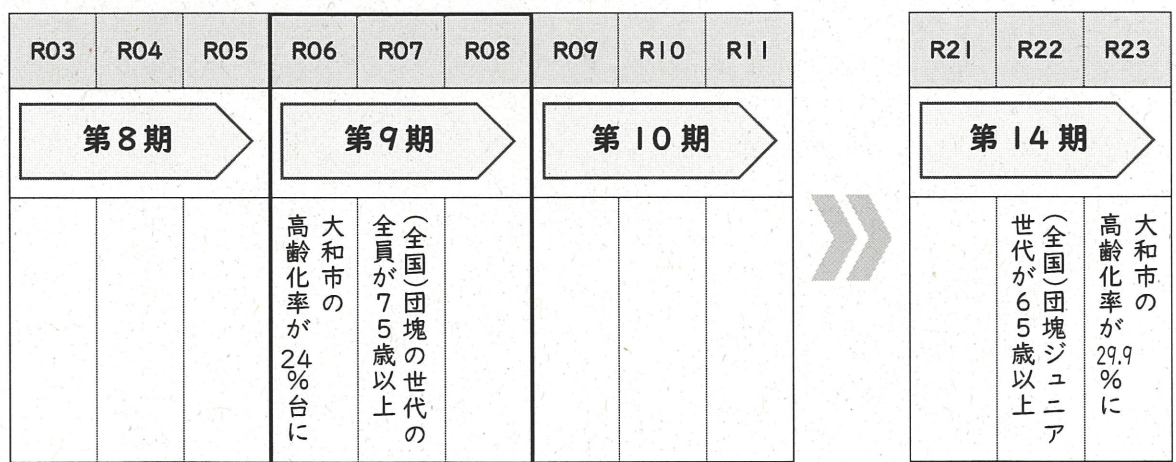 R03 R04 R05 R06 R07 R08 R09 R10 R11 R21 R22 R23
第8期 第9期 第10期 第14期
大和市の
高齢化率が24%台に
(全国)団塊の世代の
全員が75歳以上
(全国)団塊ジュニア
世代が65歳以上
大和市の
高齢化率が29.9%に